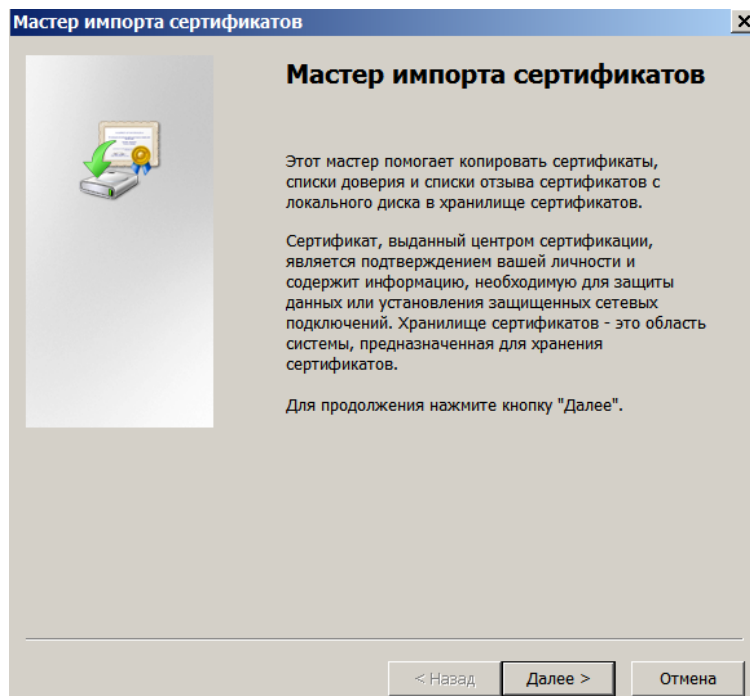 Мастер импорта сертификатов
Мастер импорта сертификатов
Этот мастер помогает копировать сертификаты,
списки доверия и списки отзыва сертификатов с
локального диска в хранилище сертификатов.
Сертификат, выданный центром сертификации,
является подтверждением вашей личности и
содержит информацию, необходимую для защиты
данных или установления защищенных сетевых
подключений. Хранилище сертификатов - это область
системы, предназначенная для хранения
сертификатов.
Для продолжения нажмите кнопку "Далее".
< Назад Далее > Отмена